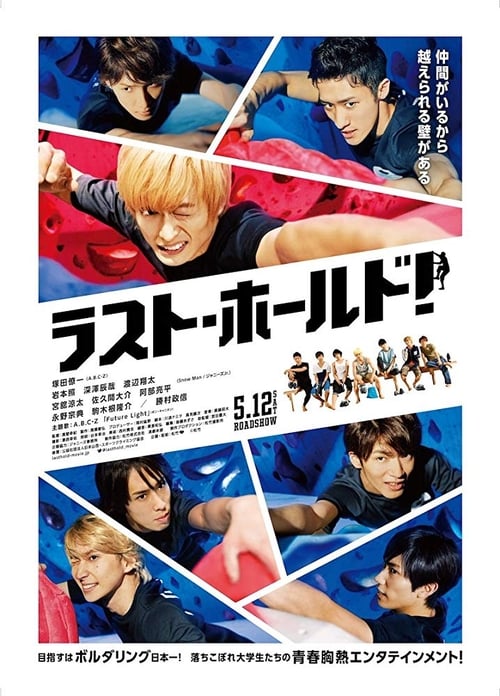 仲間がいるから
越えられる壁がある
ラスト・ホールド!
塚田僚一(A.B.C-Z)
岩本照 深澤辰哉 渡辺翔太
宮舘涼太 佐久間大介 阿部亮平(Snow Man/ジャニーズJr.)
永野宗典 駒木根隆介/勝村政信
主題歌:A.B.C-Z「Future Light」
5.12 SAT
ROADSHOW
lasthold-movie.jp @lasthold_movie
目指すはボルダリング日本一! 落ちこぼれ大学生たちの青春胸熱エンタテインメント!